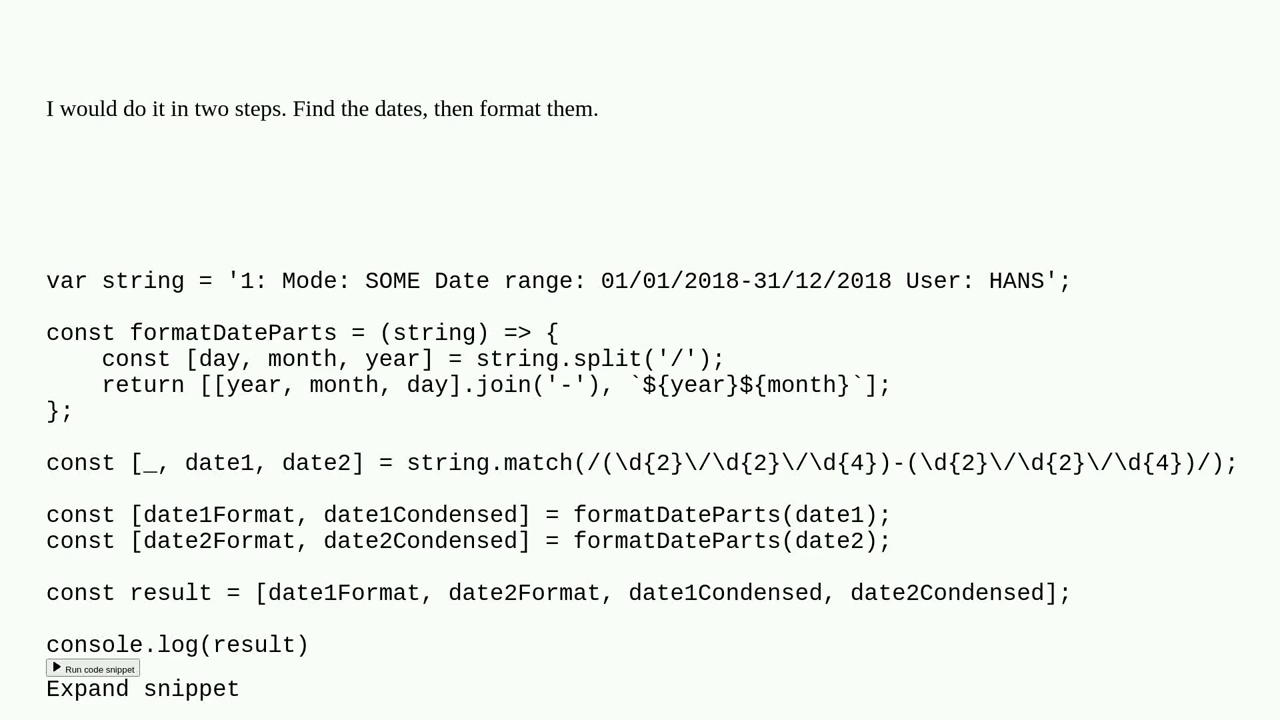 I would do it in two steps. Find the dates, then format them.
var string = '1: Mode: SOME Date range: 01/01/2018-31/12/2018 User: HANS';
const formatDateParts = (string) => {
    const [day, month, year] = string.split('/');
    return [[year, month, day].join('-'), `${year}${month}`];
};
const [_, date1, date2] = string.match(/(\d{2}\/\d{2}\/\d{4})-(\d{2}\/\d{2}\/\d{4})/);
const [date1Format, date1Condensed] = formatDateParts(date1);
const [date2Format, date2Condensed] = formatDateParts(date2);
const result = [date1Format, date2Format, date1Condensed, date2Condensed];
console.log(result)
Run code snippet
Expand snippet